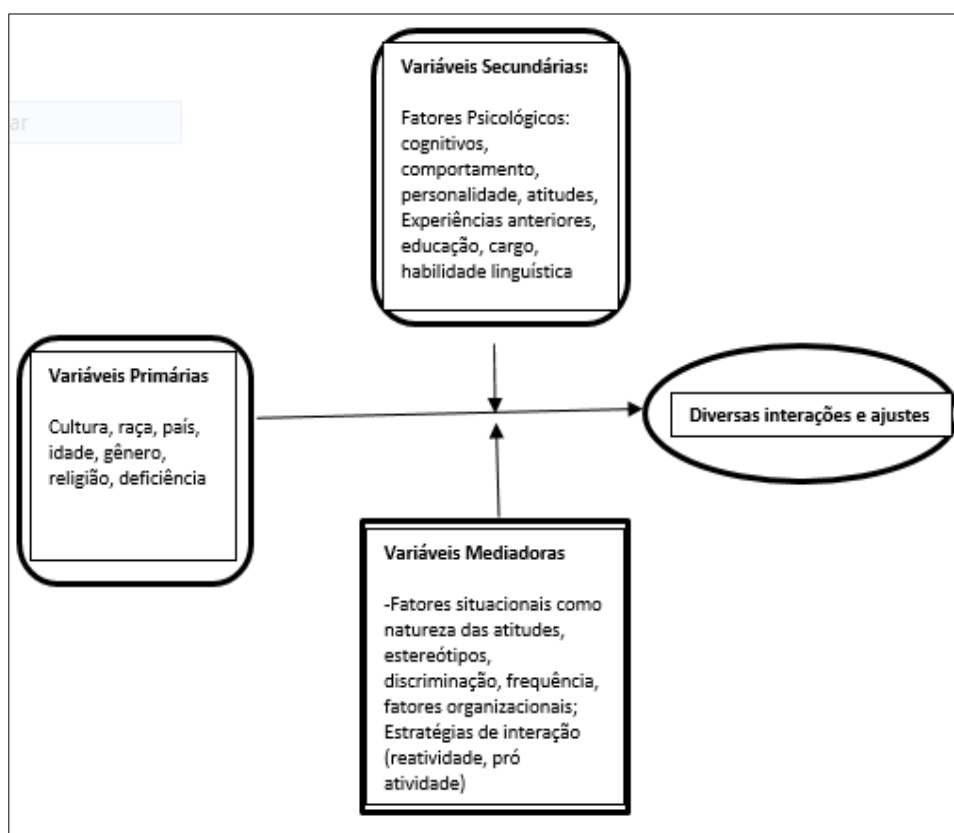 Variáveis Secundárias:
Fatores Psicológicos:
cognitivos,
comportamento,
personalidade, atitudes,
Experiências anteriores,
educação, cargo,
habilidade linguística
ar
Variáveis Primárias
Cultura, raça, país,
idade, gênero,
religião, deficiência
Diversas interações e ajustes
Variáveis Mediadoras
-Fatores situacionais como
natureza das atitudes,
estereótipos,
discriminação, frequência,
fatores organizacionais;
Estratégias de interação
(reatividade, pró
atividade)